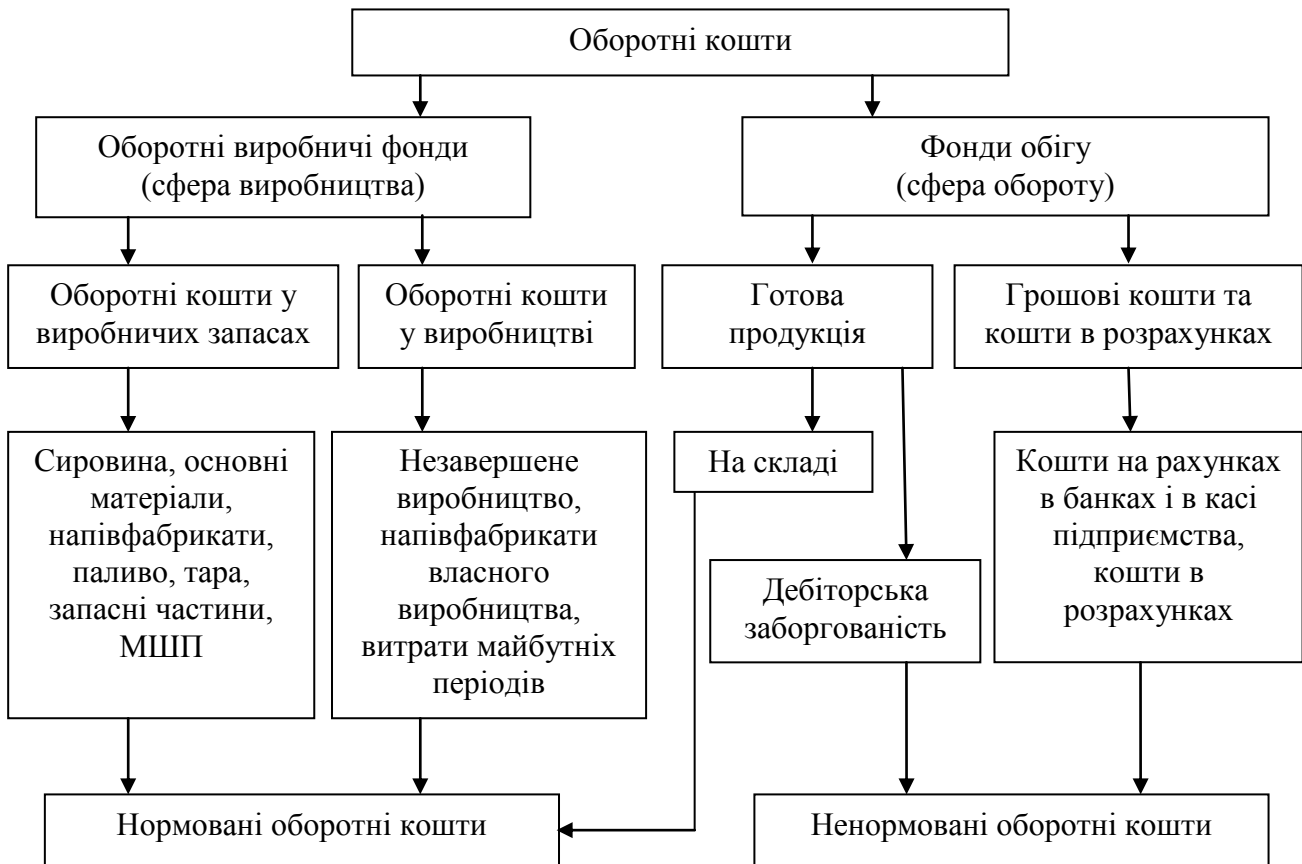 Оборотні кошти
Оборотні виробничі фонди
(сфера виробництва)
Фонди обігу
(сфера обороту)
Оборотні кошти у
виробничих запасах
Оборотні кошти
у виробництві
Готова
продукція
Грошові кошти та
кошти в розрахунках
Сировина, основні
матеріали,
напівфабрикати,
паливо, тара,
запасні частини,
МШП
Незавершене
виробництво,
напівфабрикати
власного
виробництва,
витрати майбутніх
періодів
На складі
Дебіторська
заборгованість
Кошти на рахунках
в банках і в касі
підприємства,
кошти в
розрахунках
Нормовані оборотні кошти
Ненормовані оборотні кошти